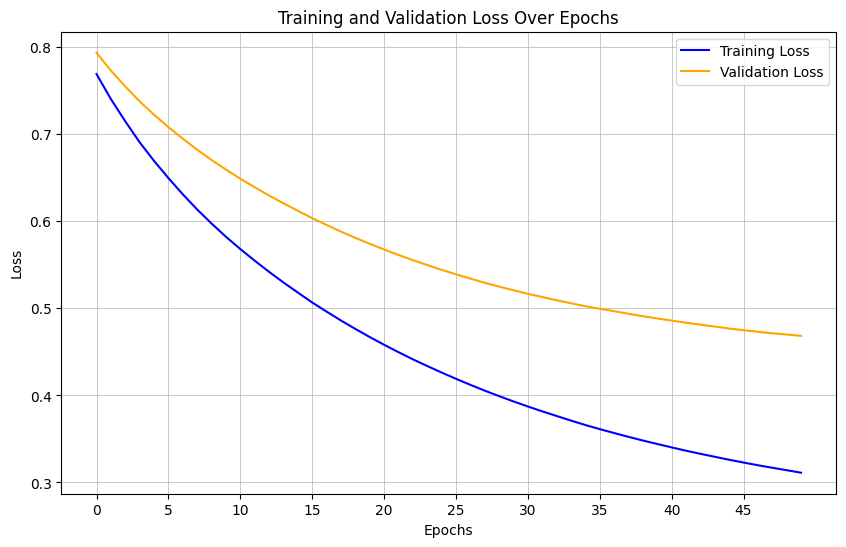 Training and Validation Loss Over Epochs
Training Loss
Validation Loss
Loss
0.8
0.7
0.6
0.5
0.4
0.3
0 5 10 15 20 25 30 35 40 45
Epochs